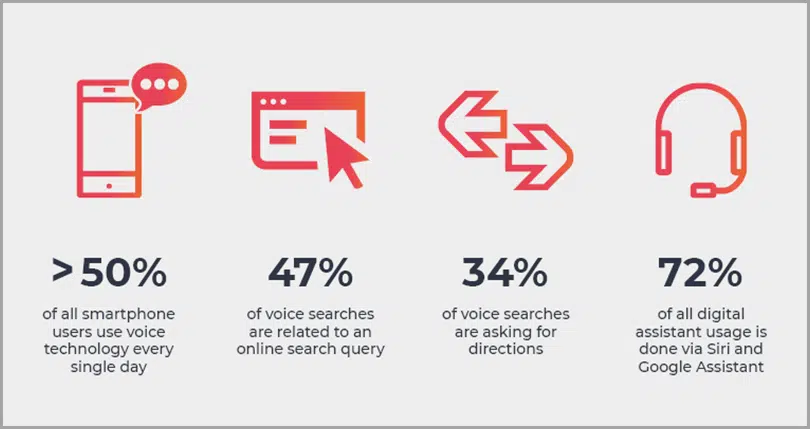 > 50%
of all smartphone
users use voice
technology every
single day
47%
of voice searches
are related to an
online search query
34%
of voice searches
are asking for
directions
72%
of all digital
assistant usage is
done via Siri and
Google Assistant